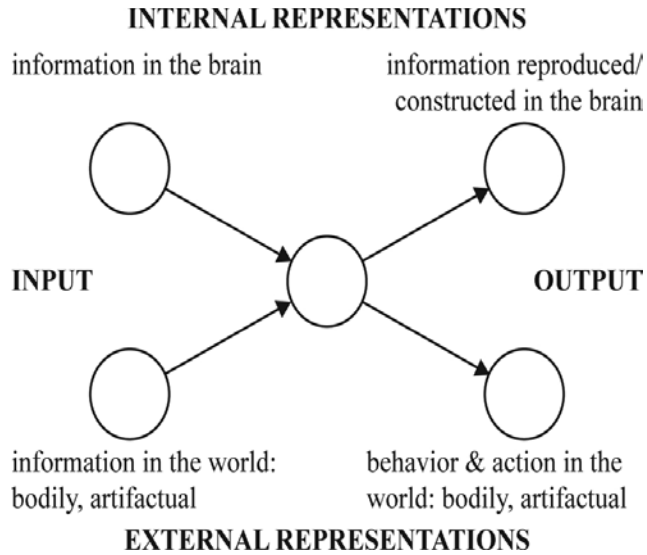 INTERNAL REPRESENTATIONS
information in the brain
information reproduced/
constructed in the brain
INPUT
OUTPUT
information in the world:
bodily, artifactual
behavior & action in the
world: bodily, artifactual
EXTERNAL REPRESENTATIONS